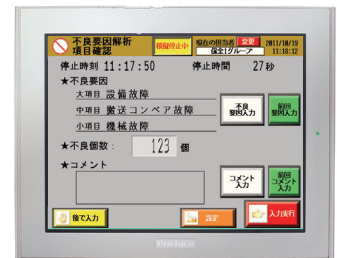 不良要因解析
項目確認
模擬停止中
現在の担当者 変更
保全1グループ
2011/10/19
11:18:12
停止時刻 11:17:50 停止時間 27秒
★不良要因
大項目 設備故障
中項目 搬送コンベア故障
小項目 機械故障
不良
要因入力
前回
要因入力
★不良個数: 123 個
★コメント
コメント
入力
前回
コメント
入力
後で入力
設定
入力実行